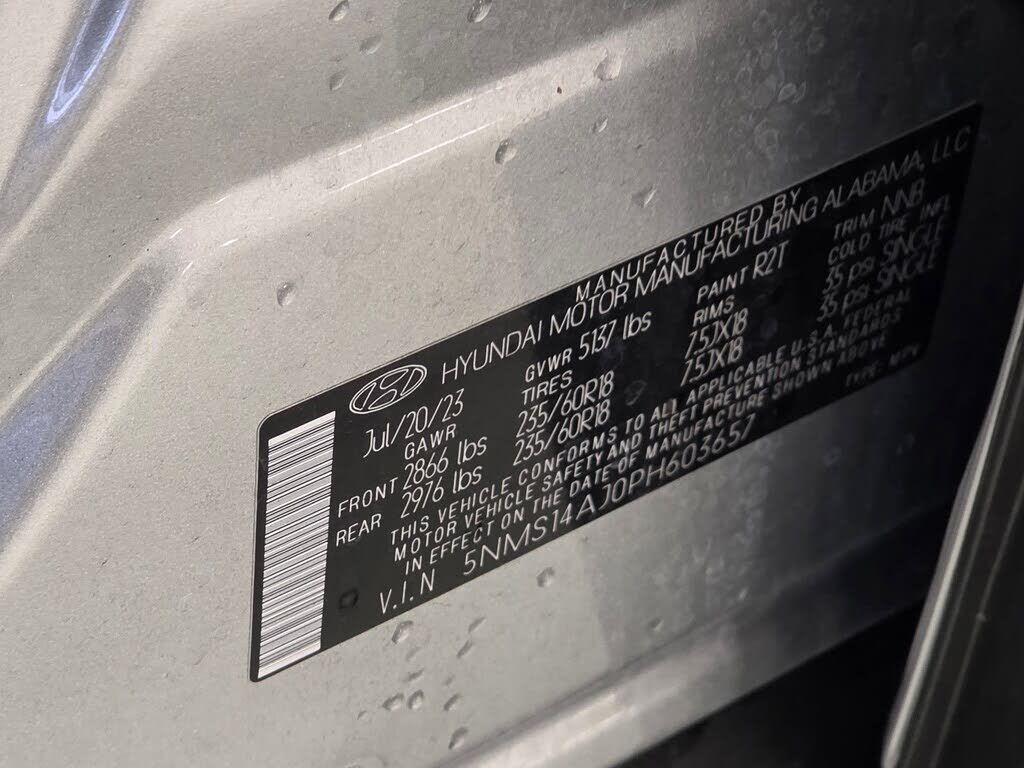 MANUFACTURED BY
HYUNDAI MOTOR MANUFACTURING ALABAMA, LLC
Jul/20/23 GVWR 5137 lbs PAINT R2T TRIM NNB
GAWR TIRES RIMS COLD TIRE INFL
FRONT 2866 lbs 235/60R18 7.5JX18 35 psi SINGLE
REAR 2976 lbs 235/60R18 7.5JX18 35 psi SINGLE
THIS VEHICLE CONFORMS TO ALL APPLICABLE U.S.A. FEDERAL
MOTOR VEHICLE SAFETY AND THEFT PREVENTION STANDARDS
IN EFFECT ON THE DATE OF MANUFACTURE SHOWN ABOVE
V.I.N 5NMS14AJ0PH603657 TYPE: MPV